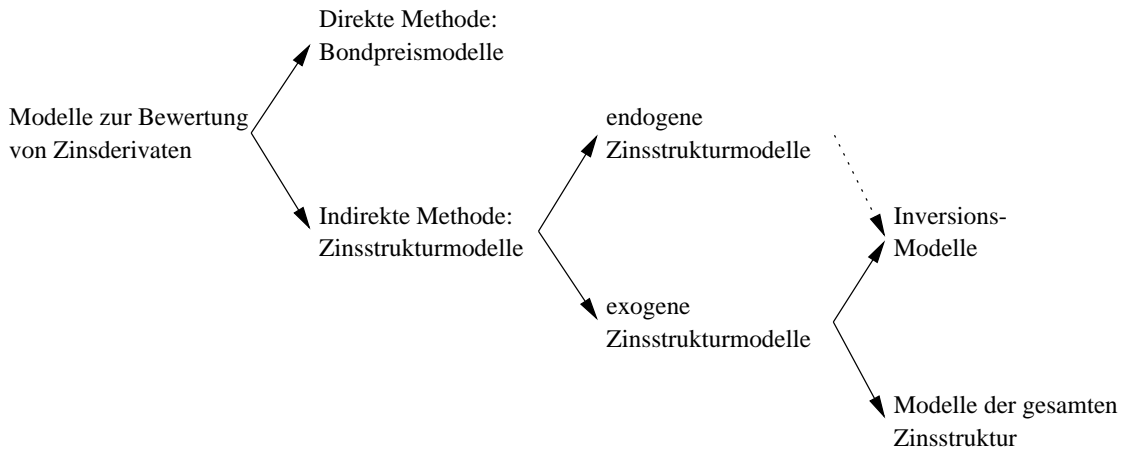 Direkte Methode:
Bondpreismodelle
Modelle zur Bewertung
von Zinsderivaten
Indirekte Methode:
Zinsstrukturmodelle
endogene
Zinsstrukturmodelle
exogene
Zinsstrukturmodelle
Inversions-
Modelle
Modelle der gesamten
Zinsstruktur